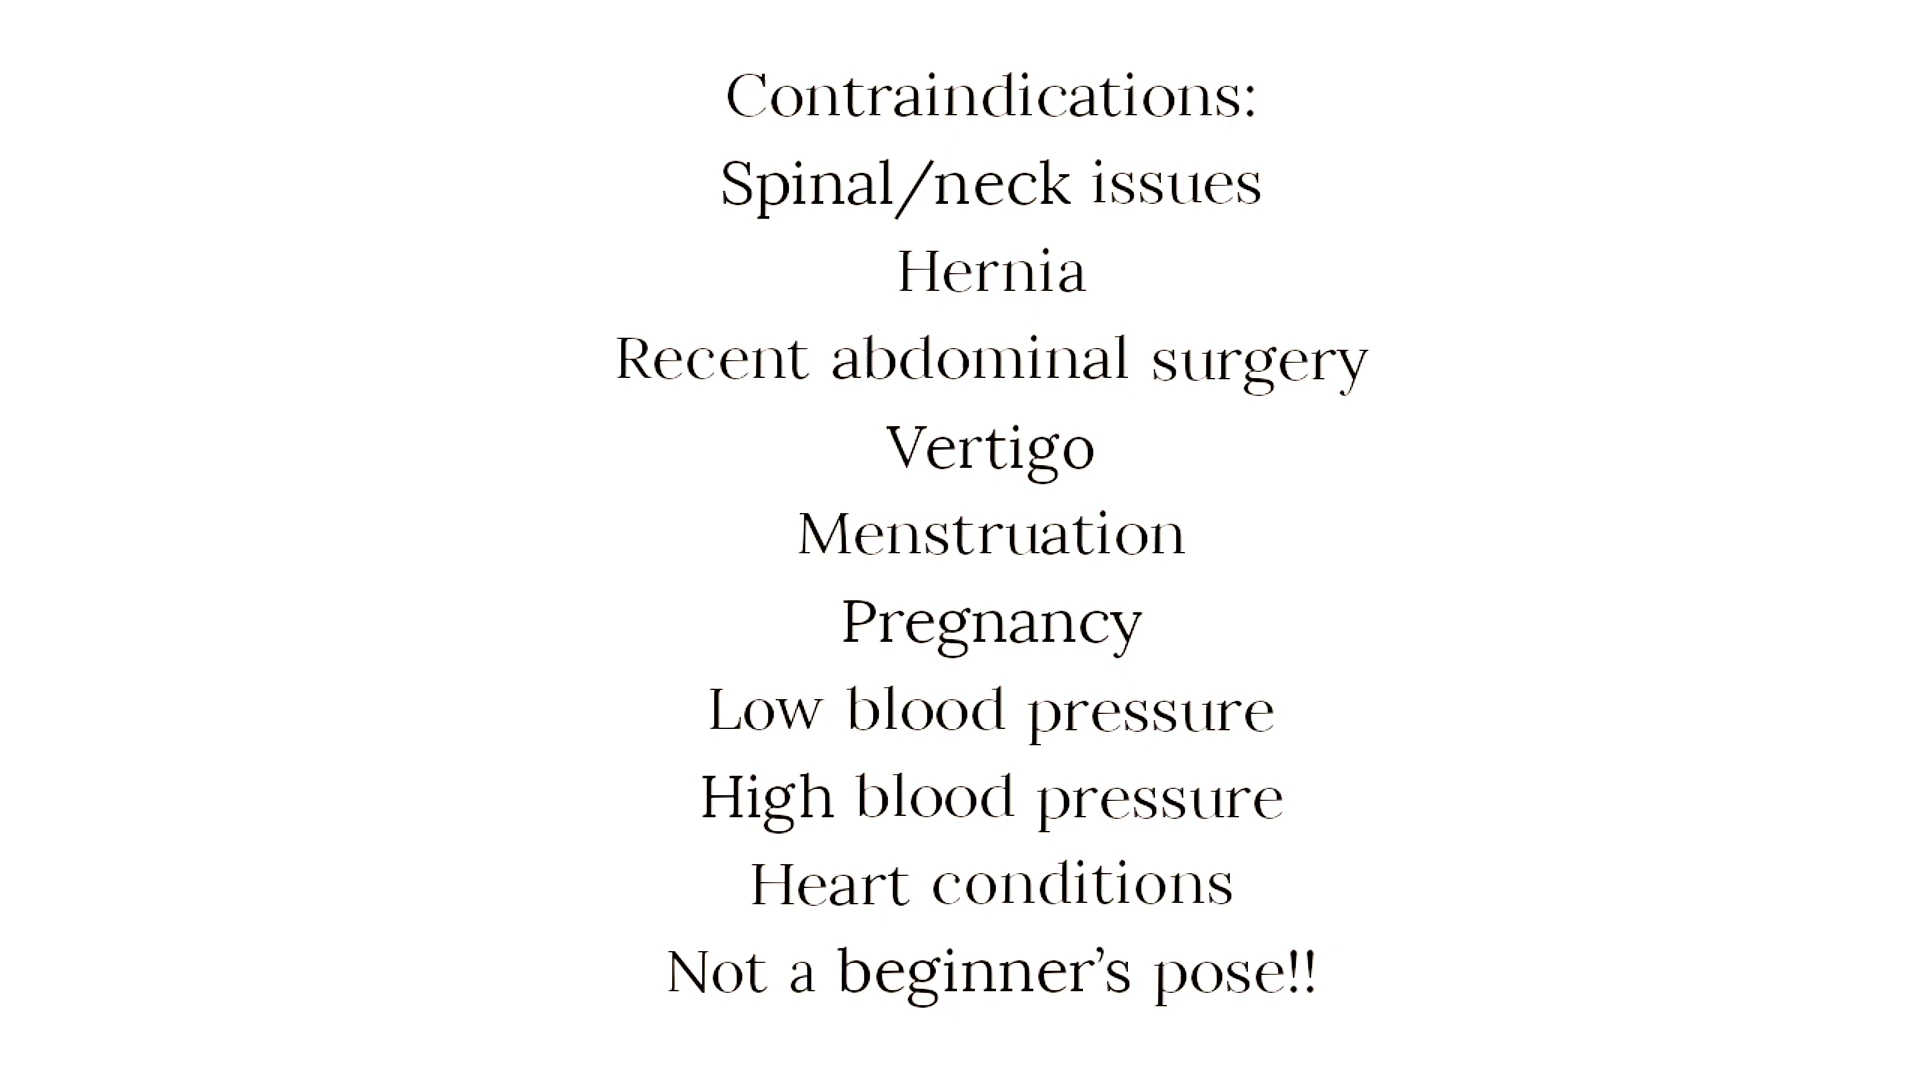 Contraindications:
Spinal/neck issues
Hernia
Recent abdominal surgery
Vertigo
Menstruation
Pregnancy
Low blood pressure
High blood pressure
Heart conditions
Not a beginner’s pose!!